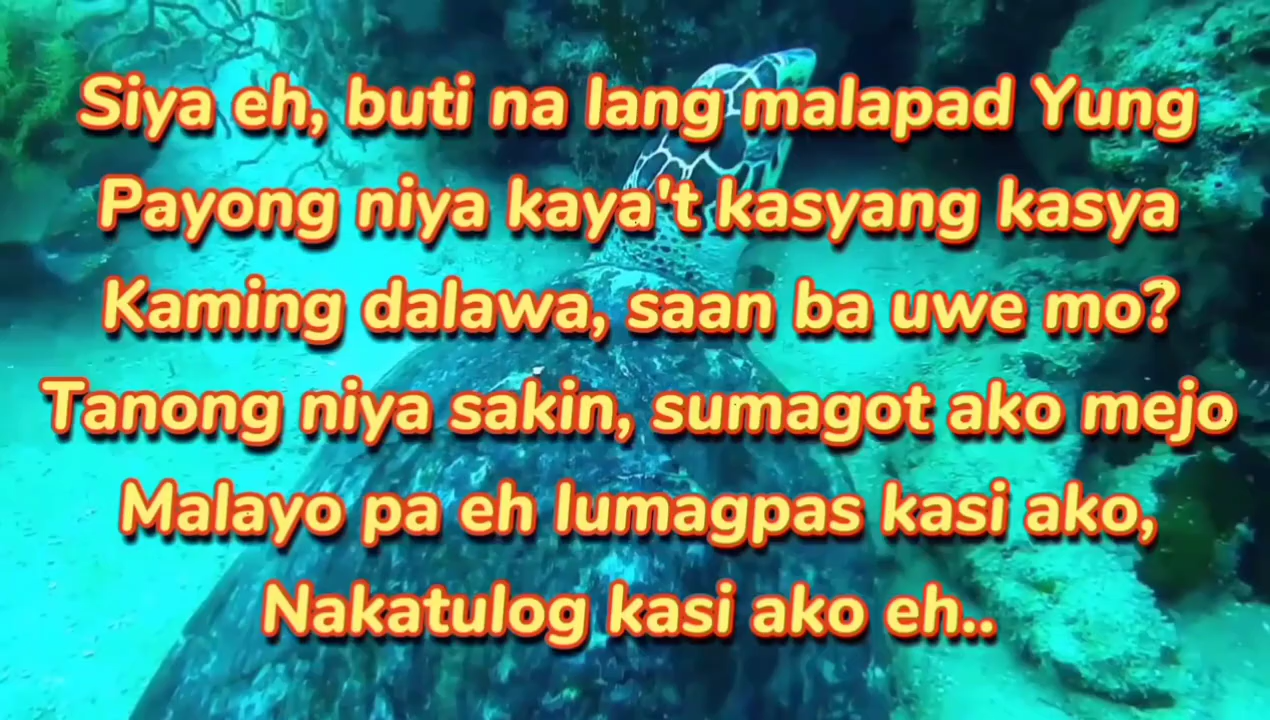 Siya eh, buti na lang malapad Yung
Payong niya kaya't kasyang kasya
Kaming dalawa, saan ba uwe mo?
Tanong niya sakin, sumagot ako mejo
Malayo pa eh lumagpas kasi ako,
Nakatulog kasi ako eh..